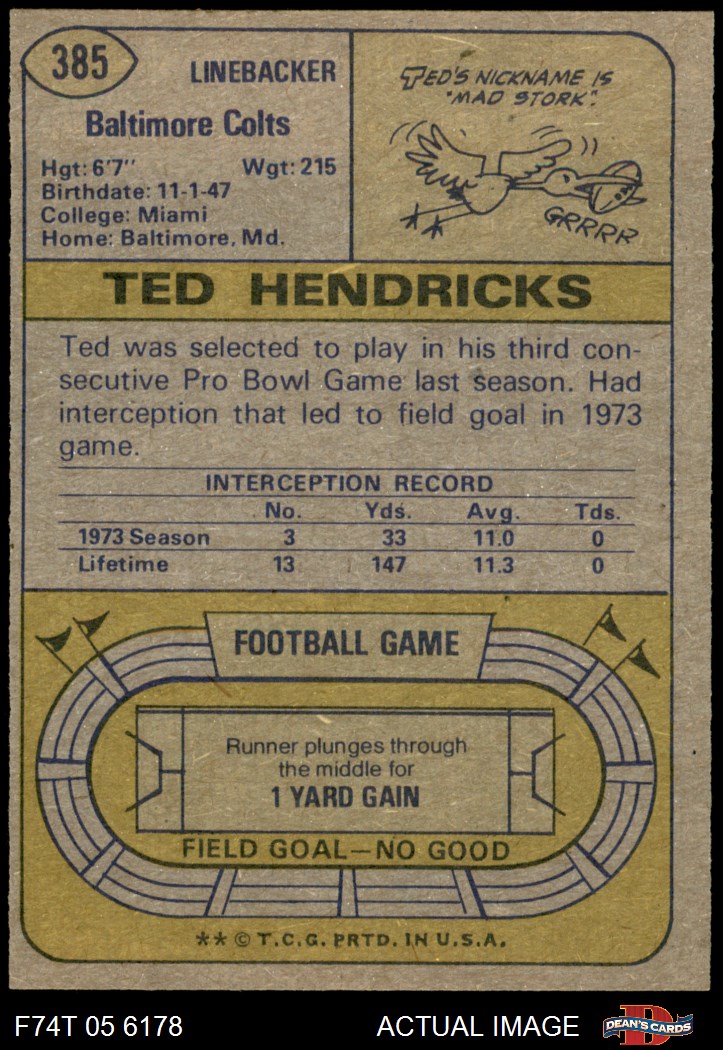 385
LINEBACKER
Baltimore Colts
Hgt: 6'7" Wgt: 215
Birthdate: 11-1-47
College: Miami
Home: Baltimore, Md.
TED'S NICKNAME IS
"MAD STORK".
GRRRR
TED HENDRICKS
Ted was selected to play in his third con-
secutive Pro Bowl Game last season. Had
interception that led to field goal in 1973
game.
INTERCEPTION RECORD
No. Yds. Avg. Tds.
1973 Season 3 33 11.0 0
Lifetime 13 147 11.3 0
FOOTBALL GAME
Runner plunges through
the middle for
1 YARD GAIN
FIELD GOAL—NO GOOD
** © T.C.G. PRTD. IN U.S.A.
F74T 05 6178 ACTUAL IMAGE
D
DEAN'S CARDS